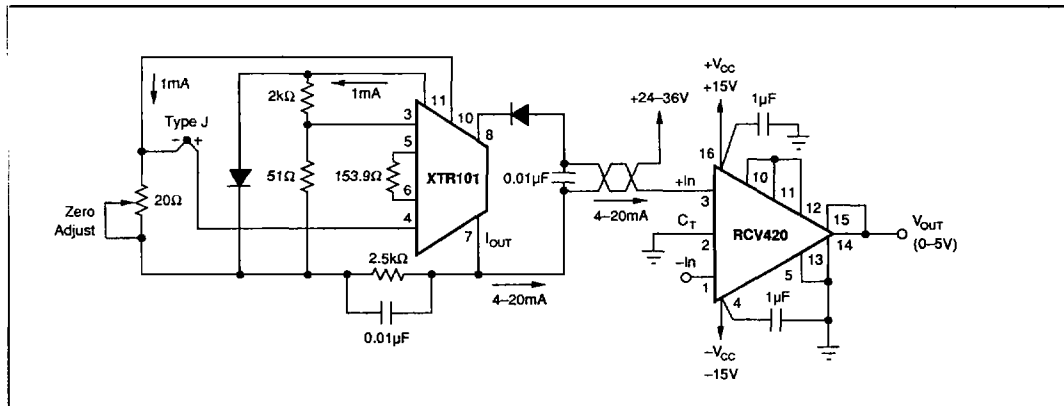 1mA
Type J
- +
Zero
Adjust
20Ω
2kΩ
51Ω
1mA
153.9Ω
3
5
6
4
11
10
8
7
XTR101
I_OUT
2.5kΩ
0.01µF
4–20mA
0.01µF
+24–36V
4–20mA
+V_CC
+15V
1µF
16
10
11
12
+In
3
C_T
2
–In
1
RCV420
15
14
13
5
4
1µF
–V_CC
–15V
V_OUT
(0–5V)